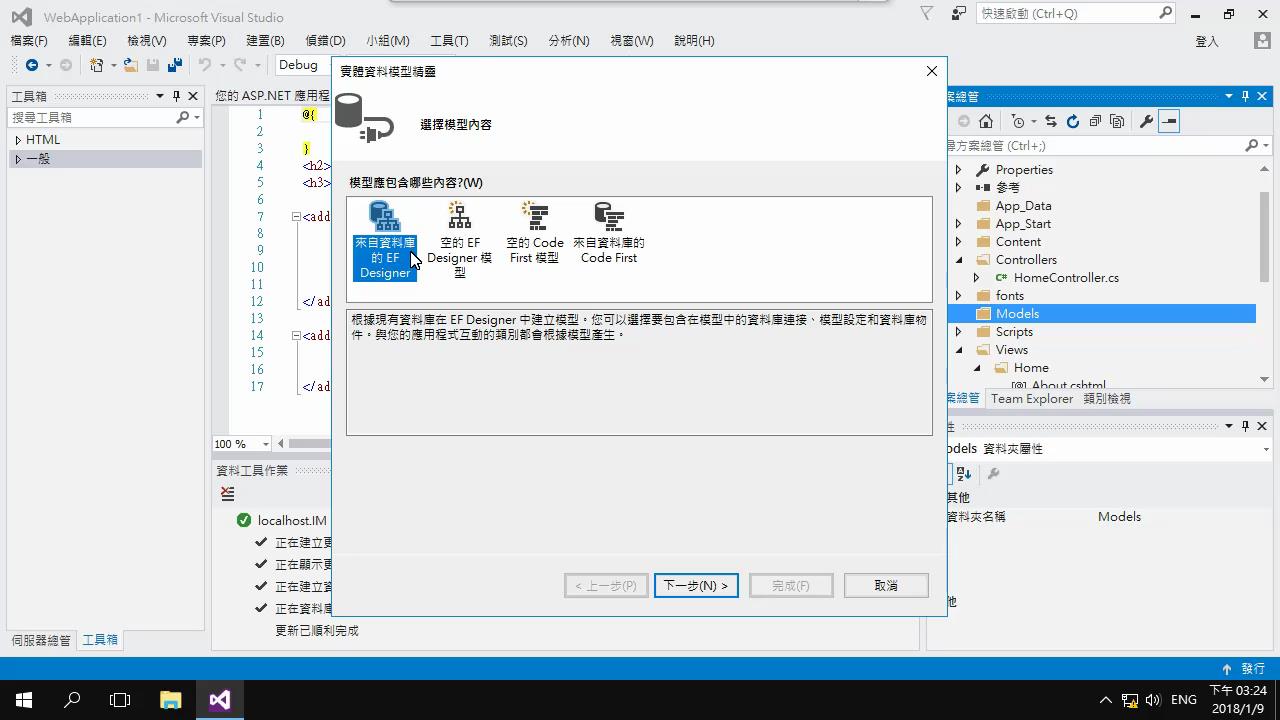 WebApplication1 - Microsoft Visual Studio
快速啟動 (Ctrl+Q)
檔案(F) 編輯(E) 檢視(V) 專案(P) 建置(B) 偵錯(D) 小組(M) 工具(T) 測試(S) 分析(N) 視窗(W) 說明(H)
登入
Debug
工具箱
搜尋工具箱
HTML
一般
您的 ASP.NET 應用程
1 @{
2
3 }
4 <h2>
5 <h3>
6
7 <add
8
9
10
11
12 </ad
13
14 <add
15
16
17 </ad
100 %
資料工具作業
localhost.IM
正在建立更
正在顯示更
正在建立資
正在資料庫
更新已順利完成
伺服器總管 工具箱
實體資料模型精靈
選擇模型內容
模型應包含哪些內容?(W)
來自資料庫
的 EF
Designer
空的 EF
Designer 模
型
空的 Code
First 模型
來自資料庫的
Code First
根據現有資料庫在 EF Designer 中建立模型。您可以選擇要包含在模型中的資料庫連接、模型設定和資料庫物
件。與您的應用程式互動的類別都會根據模型產生。
< 上一步(P) 下一步(N) > 完成(F) 取消
案總管
尋方案總管 (Ctrl+;)
Properties
參考
App_Data
App_Start
Content
Controllers
C# HomeController.cs
fonts
Models
Scripts
Views
Home
[@] About.cshtml
案總管 Team Explorer 類別檢視
性
odels 資料夾屬性
其他
資料夾名稱 Models
他
發行
ENG
下午 03:24
2018/1/9